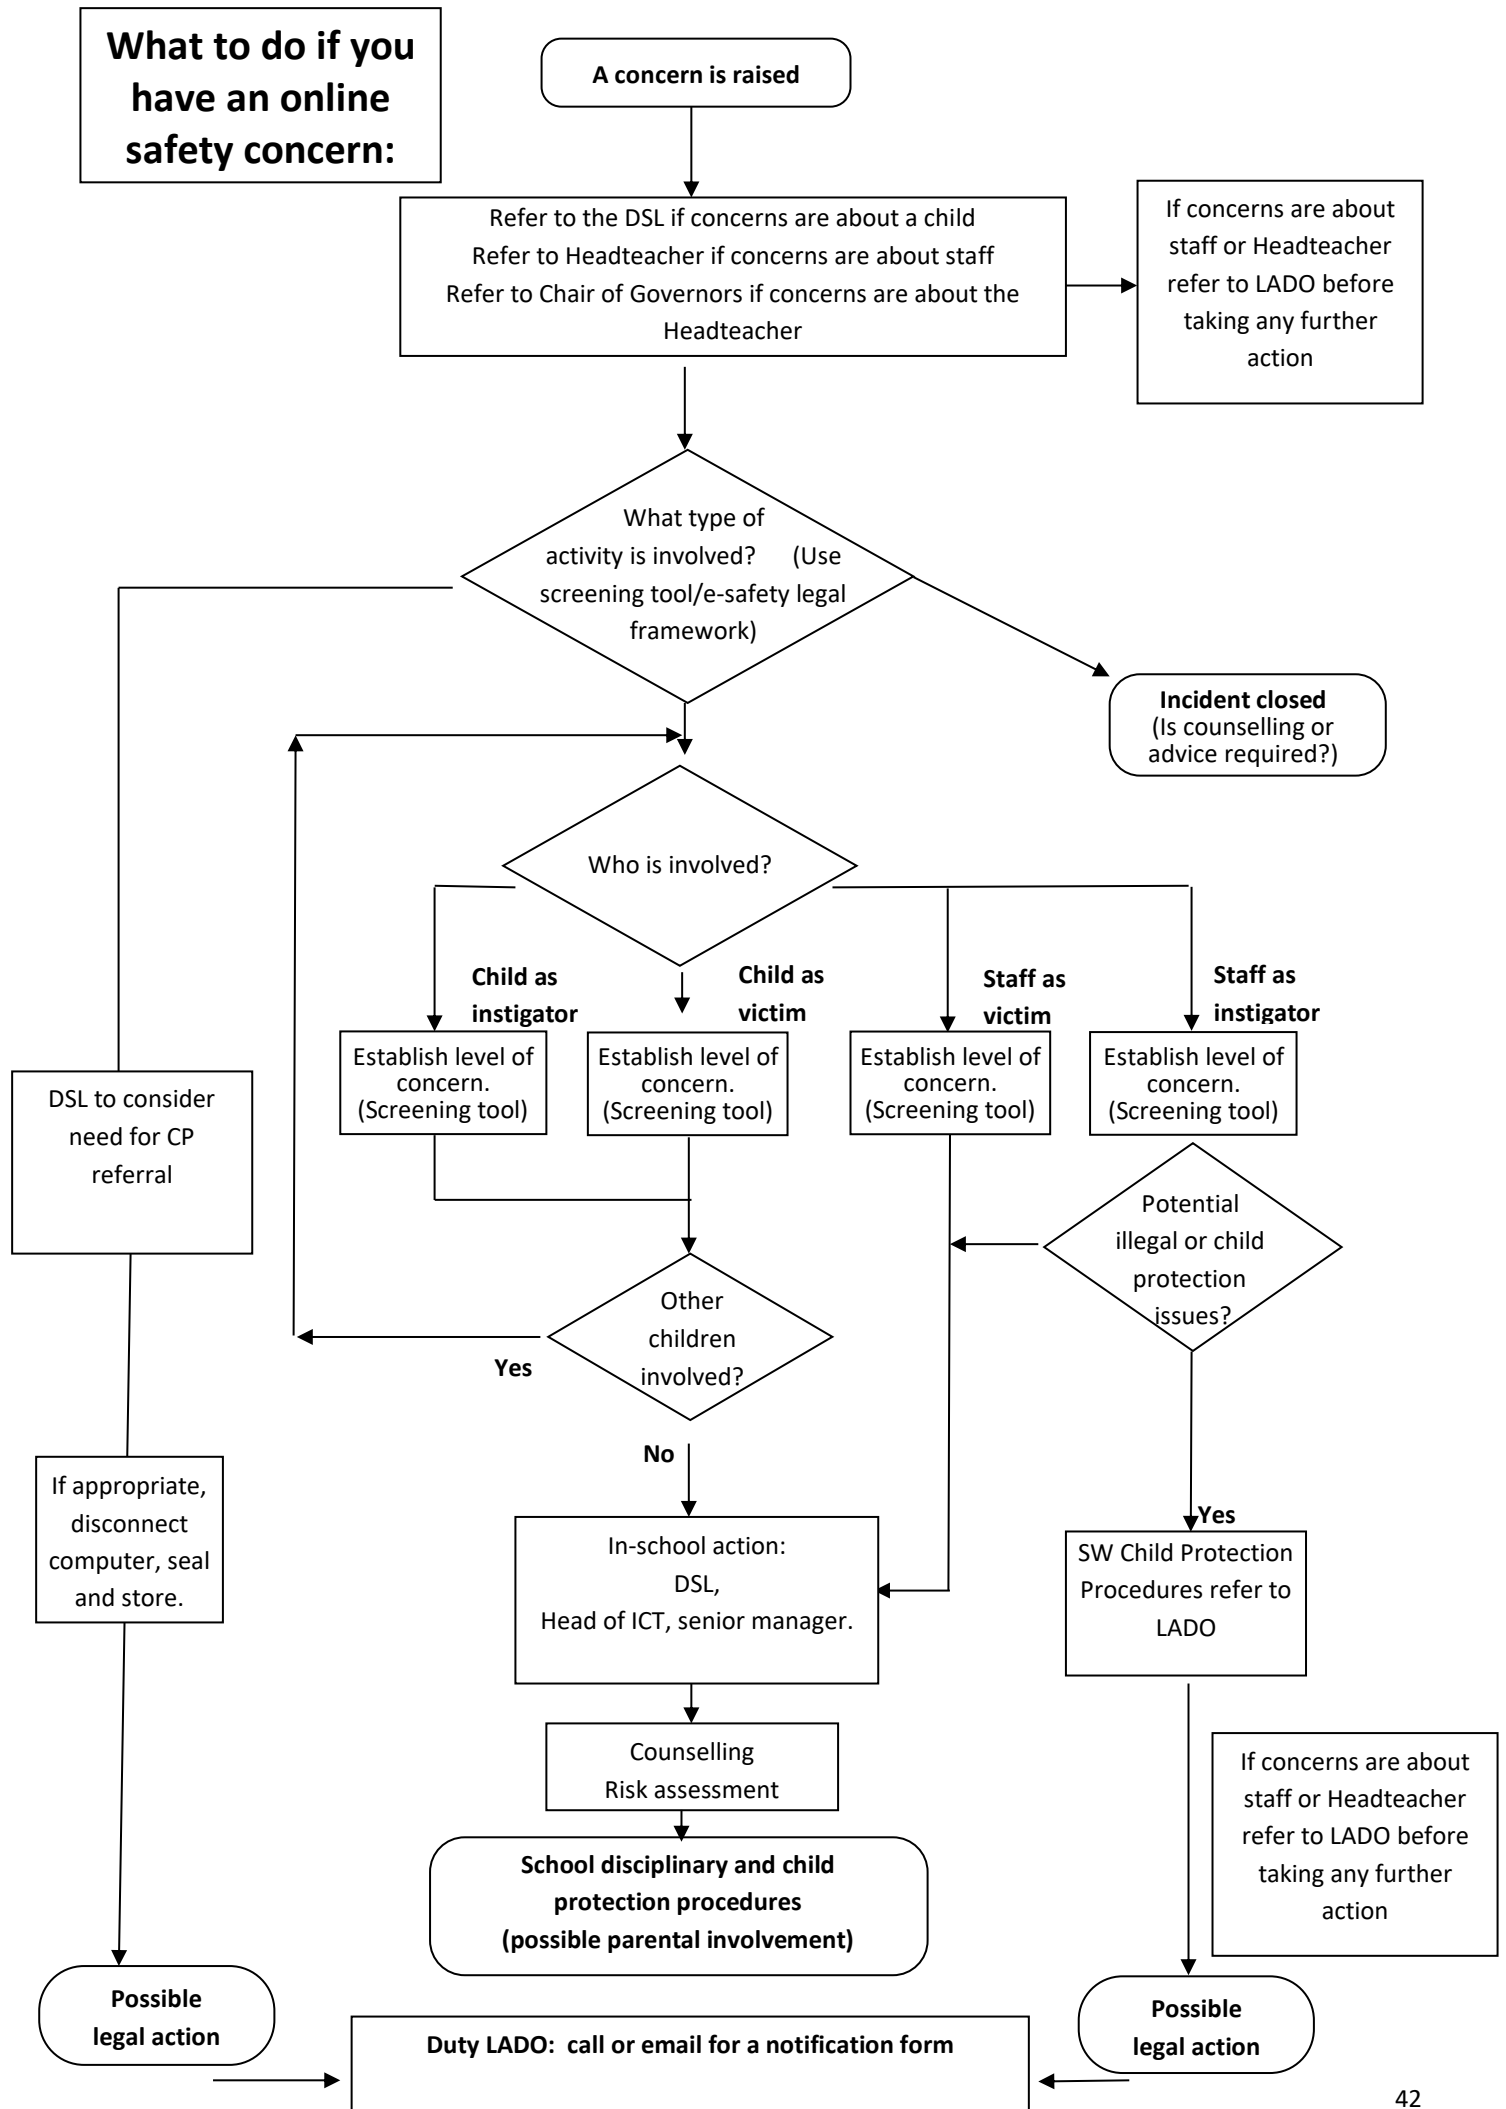 What to do if you
have an online
safety concern:
A concern is raised
Refer to the DSL if concerns are about a child
Refer to Headteacher if concerns are about staff
Refer to Chair of Governors if concerns are about the
Headteacher
If concerns are about
staff or Headteacher
refer to LADO before
taking any further
action
What type of
activity is involved? (Use
screening tool/e-safety legal
framework)
Incident closed
(Is counselling or
advice required?)
Who is involved?
Child as
instigator
Child as
victim
Staff as
victim
Staff as
instigator
Establish level of
concern.
(Screening tool)
Establish level of
concern.
(Screening tool)
Establish level of
concern.
(Screening tool)
Establish level of
concern.
(Screening tool)
DSL to consider
need for CP
referral
Potential
illegal or child
protection
issues?
Other
children
involved?
Yes
No
If appropriate,
disconnect
computer, seal
and store.
In-school action:
DSL,
Head of ICT, senior manager.
Yes
SW Child Protection
Procedures refer to
LADO
Counselling
Risk assessment
If concerns are about
staff or Headteacher
refer to LADO before
taking any further
action
School disciplinary and child
protection procedures
(possible parental involvement)
Possible
legal action
Possible
legal action
Duty LADO: call or email for a notification form
42